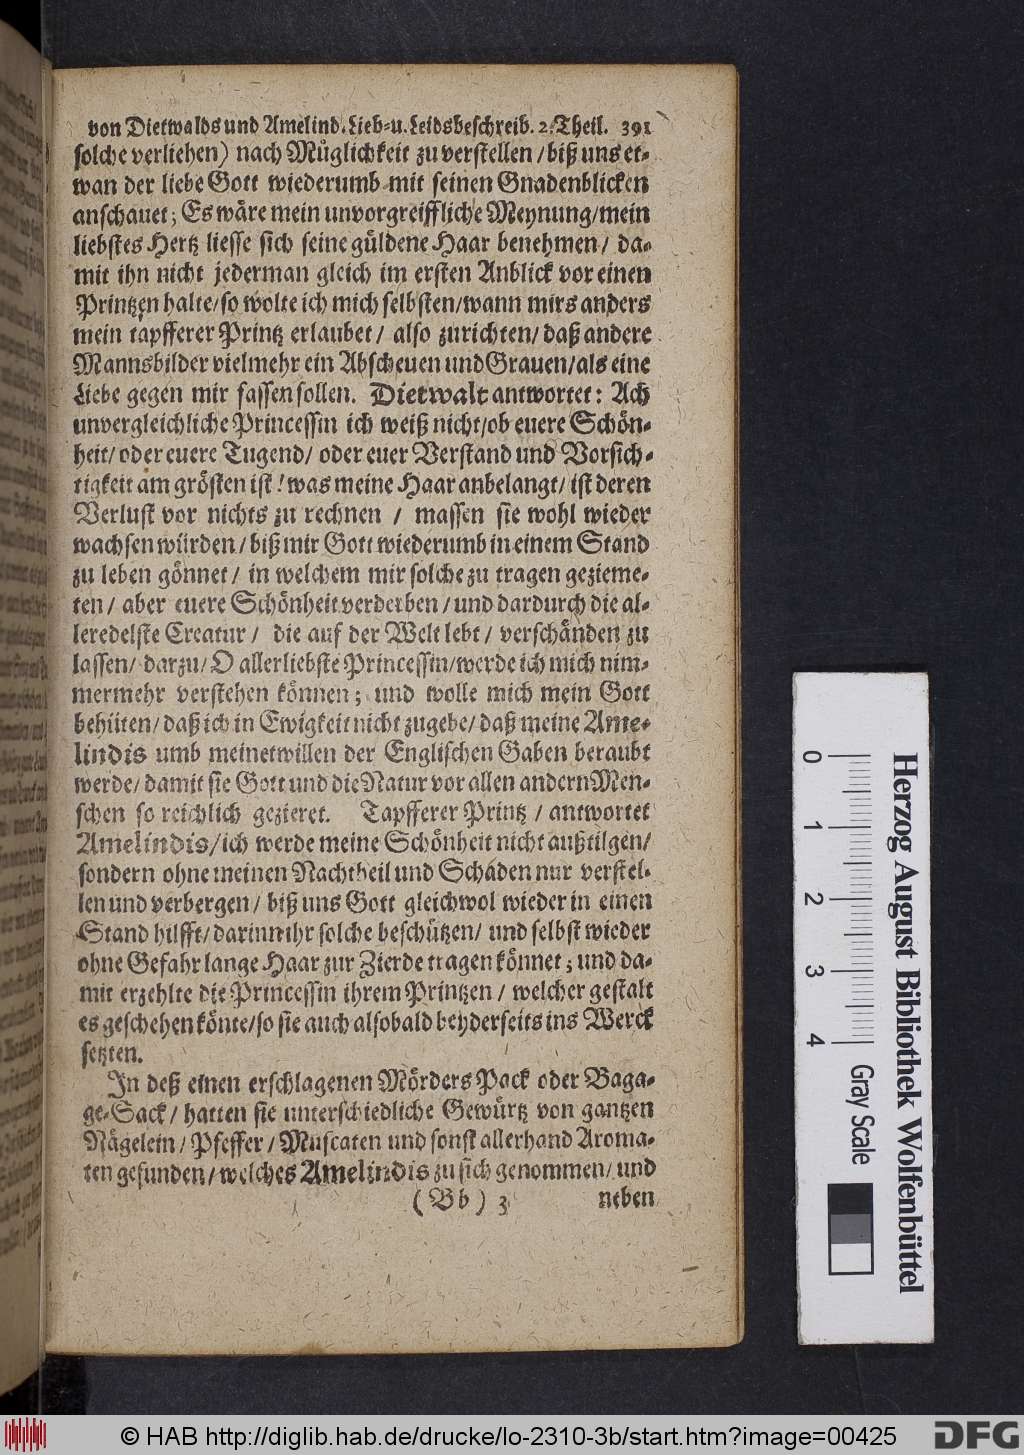 von Dietwalds und Amelind. Lieb- u. Leidsbeschreib. 2. Theil. 391
solche verliehen) nach Müglichkeit zu verstellen / biß uns et-
wan der liebe Gott wiederumb mit seinen Gnadenblicken
anschauet; Es wäre mein unvorgreiffliche Meynung / mein
liebstes Hertz liesse sich seine güldene Haar benehmen / da-
mit ihn nicht jederman gleich im ersten Anblick vor einen
Printzen halte / so wolte ich mich selbsten / wann mirs anders
mein tapfferer Printz erlaubet / also zurichten / daß andere
Mannsbilder vielmehr ein Abscheuen und Grauen / als eine
Liebe gegen mir fassen sollen. Dietwalt antwortet: Ach
unvergleichliche Princessin ich weiß nicht / ob euere Schön-
heit / oder euere Tugend / oder euer Verstand und Vorsich-
tigkeit am grösten ist! was meine Haar anbelangt / ist deren
Verlust vor nichts zu rechnen / massen sie wohl wieder
wachsen würden / biß mir Gott wiederumb in einem Stand
zu leben gönnet / in welchem mir solche zu tragen gezieme-
ten / aber euere Schönheit verderben / und dardurch die al-
leredelste Creatur / die auf der Welt lebt / verschänden zu
lassen / darzu / O allerliebste Princessin / werde ich mich nim-
mermehr verstehen können; und wolle mich mein Gott
behüten / daß ich in Ewigkeit nicht zugebe / daß meine Ame-
lindis umb meinetwillen der Englischen Gaben beraubt
werde / damit sie Gott und die Natur vor allen andern Men-
schen so reichlich gezieret. Tapfferer Printz / antwortet
Amelindis / ich werde meine Schönheit nicht außtilgen /
sondern ohne meinen Nachtheil und Schaden nur verstel-
len und verbergen / biß uns Gott gleichwol wieder in einen
Stand hilfft / darinn ihr solche beschützen / und selbst wieder
ohne Gefahr lange Haar zur Zierde tragen könnet; und da-
mit erzehlte die Princessin ihrem Printzen / welcher gestalt
es geschehen könte / so sie auch alsobald beyderseits ins Werck
setzten.
In deß einen erschlagenen Mörders Pack oder Baga-
ge-Sack / hatten sie unterschiedliche Gewürtz von gantzen
Nägelein / Pfeffer / Muscaten und sonst allerhand Aroma-
ten gefunden / welches Amelindis zu sich genommen / und
(Bb) 3 neben
0 1 2 3 4
Gray Scale
Herzog August Bibliothek Wolfenbüttel
© HAB http://diglib.hab.de/drucke/lo-2310-3b/start.htm?image=00425
DFG